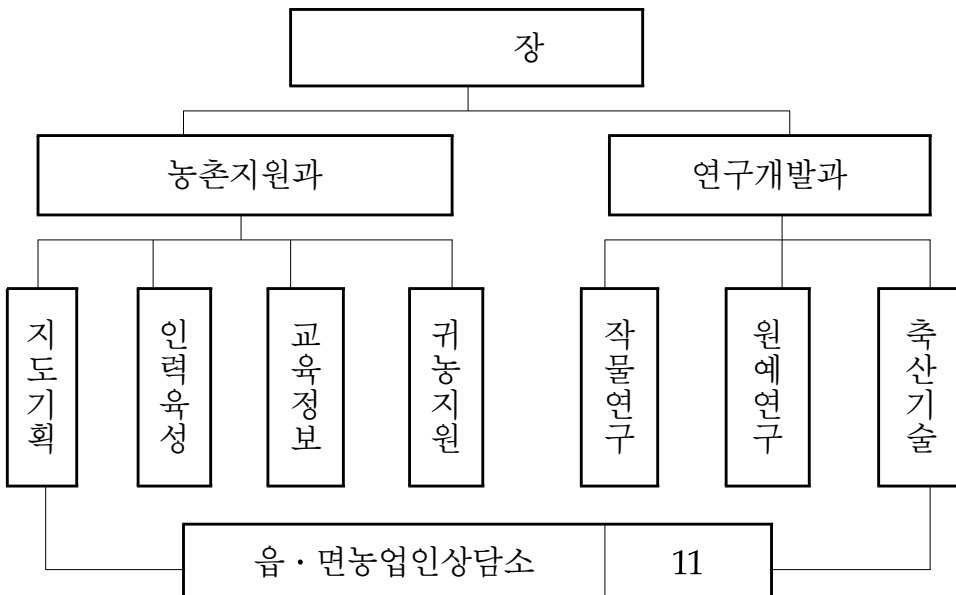 장
농촌지원과
연구개발과
지도기획
인력육성
교육정보
귀농지원
작물연구
원예연구
축산기술
읍·면농업인상담소
11